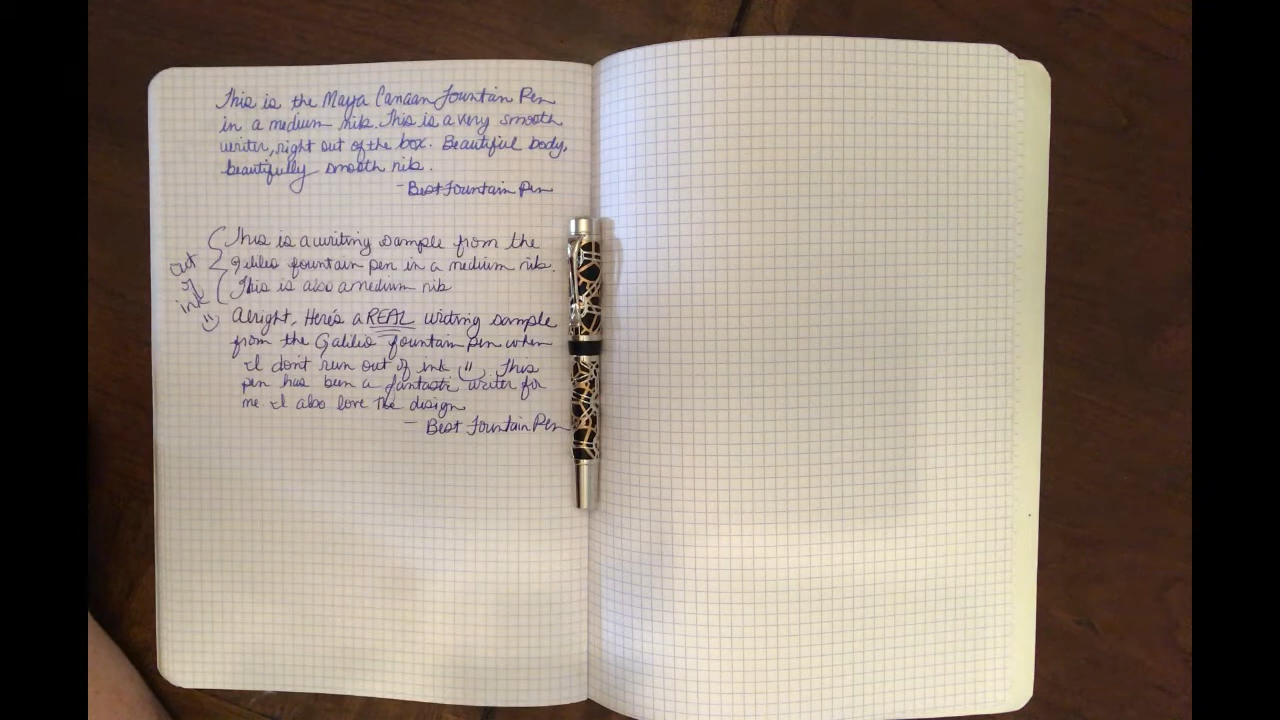 This is the Maya Canaan Fountain Pen
in a medium nib. This is a very smooth
writer, right out of the box. Beautiful body,
beautifully smooth nib.
- Best Fountain Pen
This is a writing sample from the
Galileo fountain pen in a medium nib.
This is also a medium nib
out
of
ink
Alright, Here's a REAL writing sample
from the Galileo fountain pen when
I don't run out of ink :) This
pen has been a fantastic writer for
me. I also love the design
- Best Fountain Pen